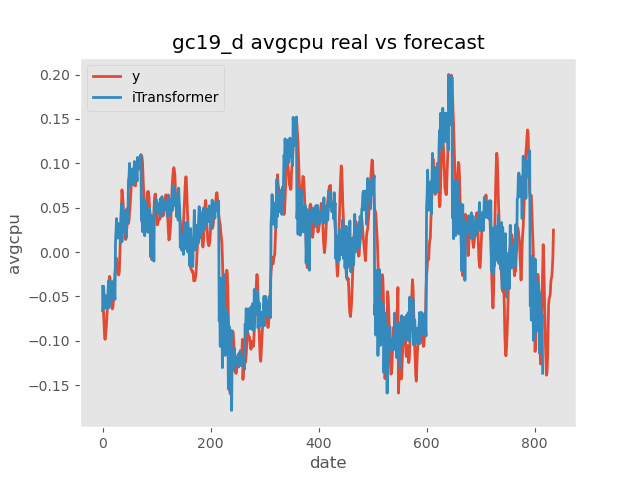 gc19_d avgcpu real vs forecast
y
iTransformer
0.20
0.15
0.10
0.05
0.00
−0.05
−0.10
−0.15
avgcpu
0 200 400 600 800
date